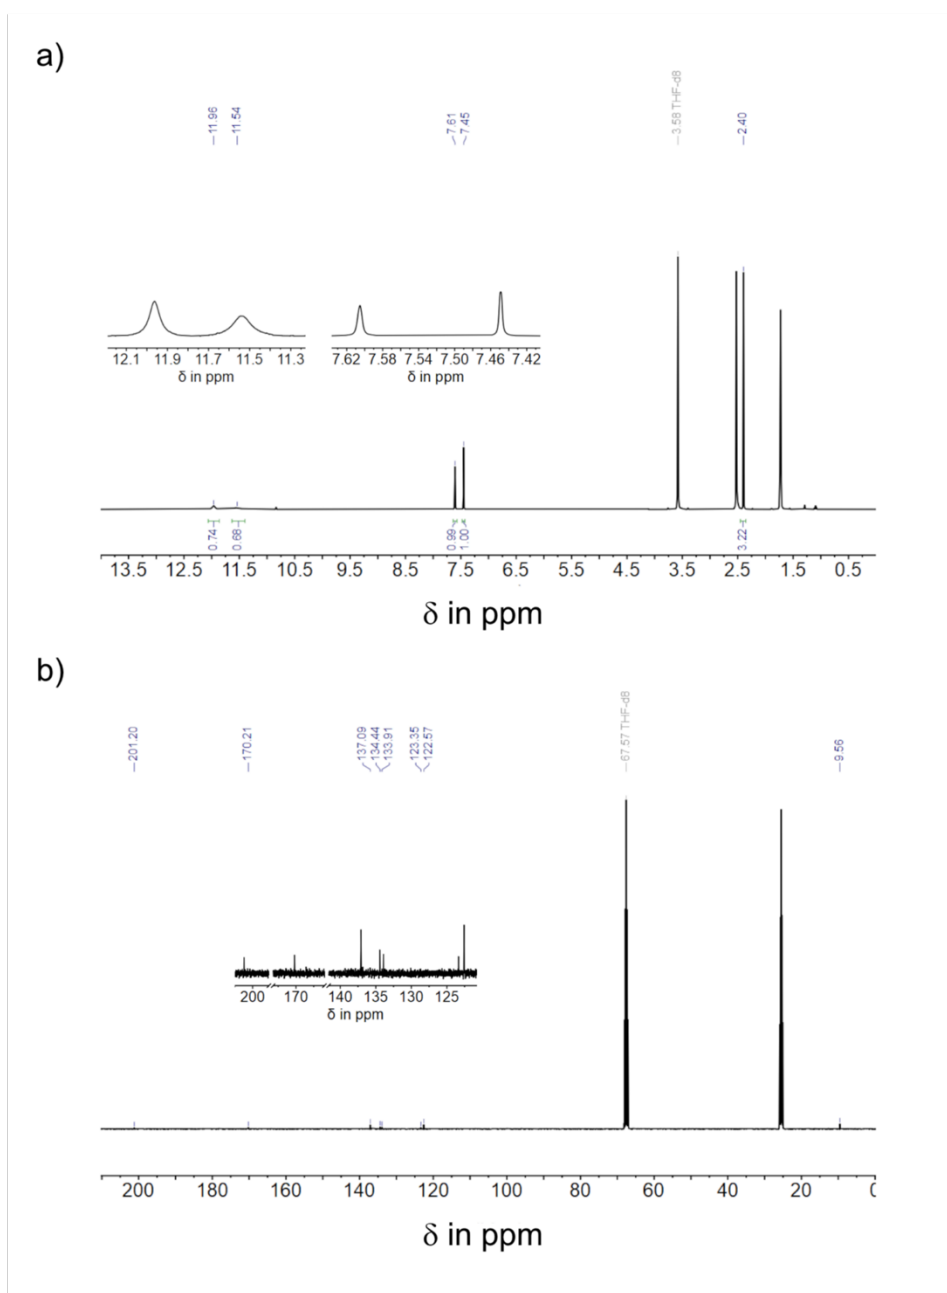 a)
11.96
11.54
7.61
7.45
3.58 THF-d8
2.40
12.1 11.9 11.7 11.5 11.3
δ in ppm
7.62 7.58 7.54 7.50 7.46 7.42
δ in ppm
0.74
0.68
0.99
1.00
3.22
13.5 12.5 11.5 10.5 9.5 8.5 7.5 6.5 5.5 4.5 3.5 2.5 1.5 0.5
δ in ppm
b)
201.20
170.21
137.09
134.44
133.91
123.35
122.57
67.57 THF-d8
9.56
200 170 140 135 130 125
δ in ppm
200 180 160 140 120 100 80 60 40 20 0
δ in ppm